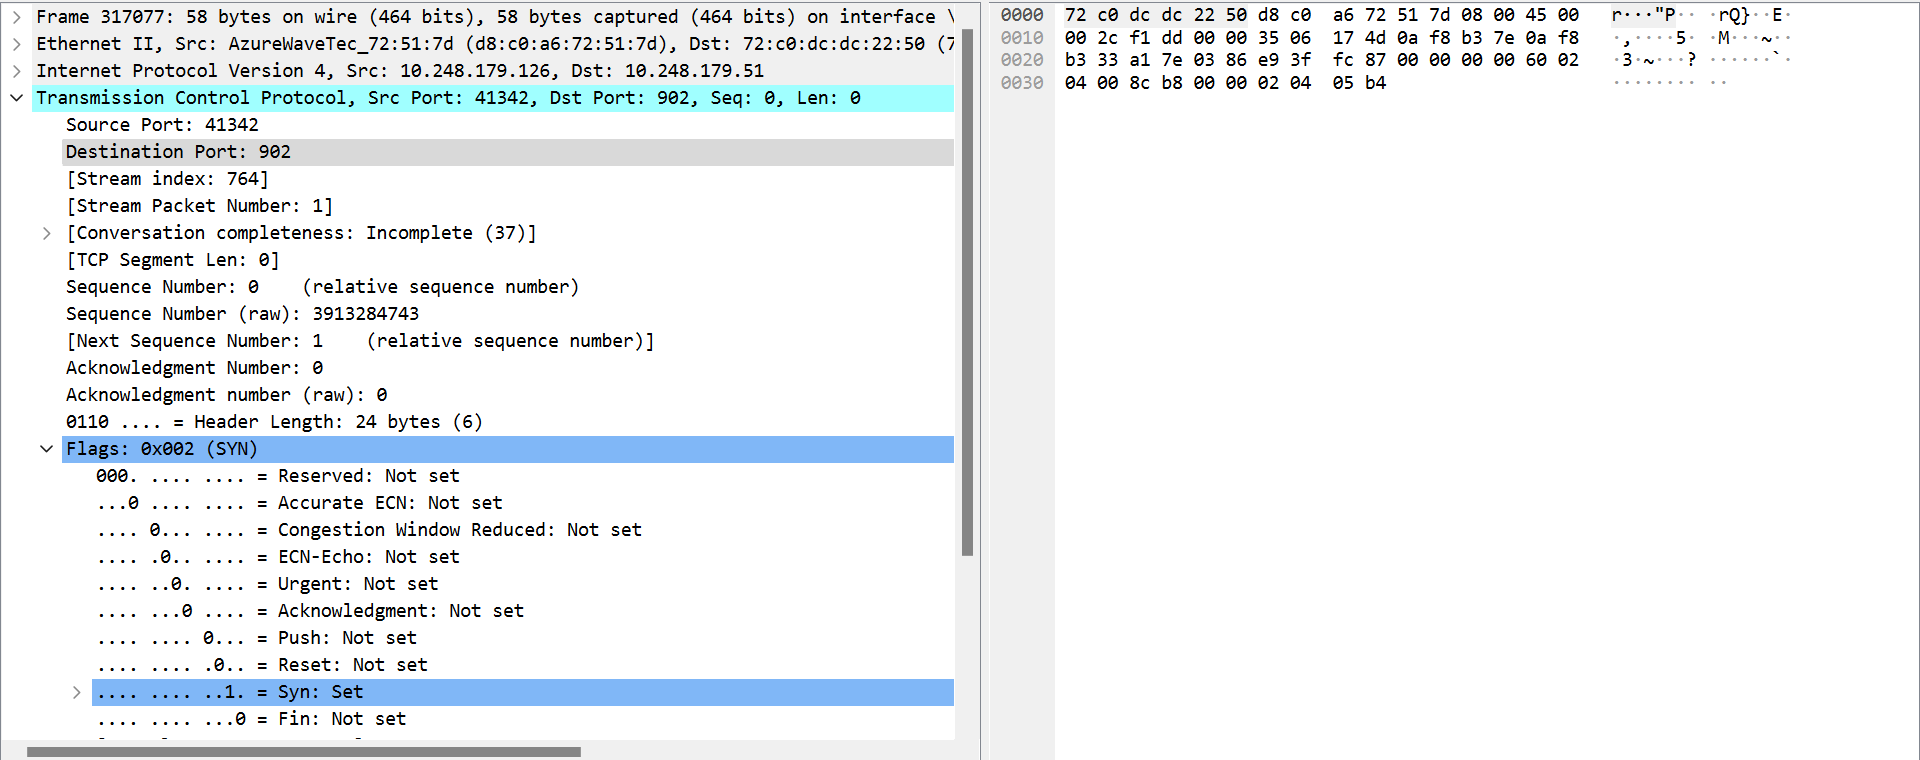 Frame 317077: 58 bytes on wire (464 bits), 58 bytes captured (464 bits) on interface \
Ethernet II, Src: AzureWaveTec_72:51:7d (d8:c0:a6:72:51:7d), Dst: 72:c0:dc:dc:22:50 (7
Internet Protocol Version 4, Src: 10.248.179.126, Dst: 10.248.179.51
Transmission Control Protocol, Src Port: 41342, Dst Port: 902, Seq: 0, Len: 0
Source Port: 41342
Destination Port: 902
[Stream index: 764]
[Stream Packet Number: 1]
[Conversation completeness: Incomplete (37)]
[TCP Segment Len: 0]
Sequence Number: 0    (relative sequence number)
Sequence Number (raw): 3913284743
[Next Sequence Number: 1    (relative sequence number)]
Acknowledgment Number: 0
Acknowledgment number (raw): 0
0110 .... = Header Length: 24 bytes (6)
Flags: 0x002 (SYN)
000. .... .... = Reserved: Not set
...0 .... .... = Accurate ECN: Not set
.... 0... .... = Congestion Window Reduced: Not set
.... .0.. .... = ECN-Echo: Not set
.... ..0. .... = Urgent: Not set
.... ...0 .... = Acknowledgment: Not set
.... .... 0... = Push: Not set
.... .... .0.. = Reset: Not set
.... .... ..1. = Syn: Set
.... .... ...0 = Fin: Not set
0000 72 c0 dc dc 22 50 d8 c0 a6 72 51 7d 08 00 45 00 r···"P·· ·rQ}··E·
0010 00 2c f1 dd 00 00 35 06 17 4d 0a f8 b3 7e 0a f8 ·,····5· ·M···~··
0020 b3 33 a1 7e 03 86 e9 3f fc 87 00 00 00 00 60 02 ·3·~···? ······`·
0030 04 00 8c b8 00 00 02 04 05 b4 ········ ··